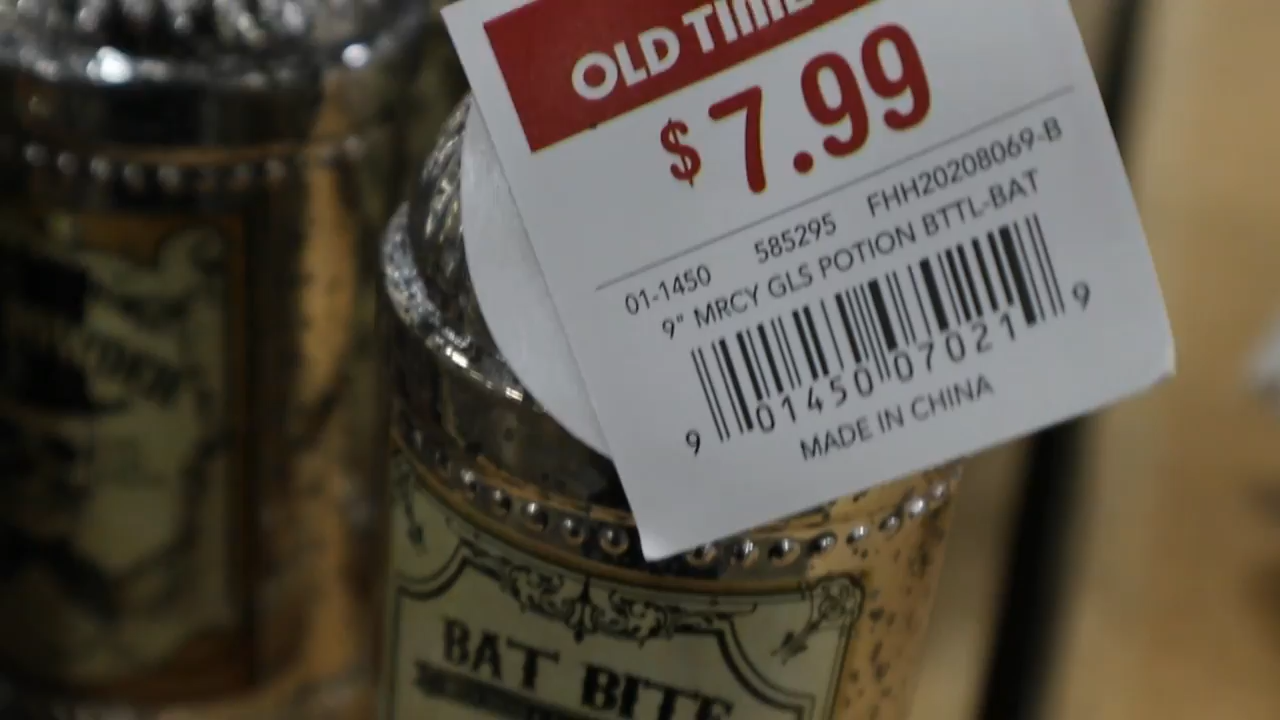 OLD TIME
$7.99
01-1450 585295 FHH20208069-B
9" MRCY GLS POTION BTTL-BAT
9 01450 07021 9
MADE IN CHINA
BAT BITE